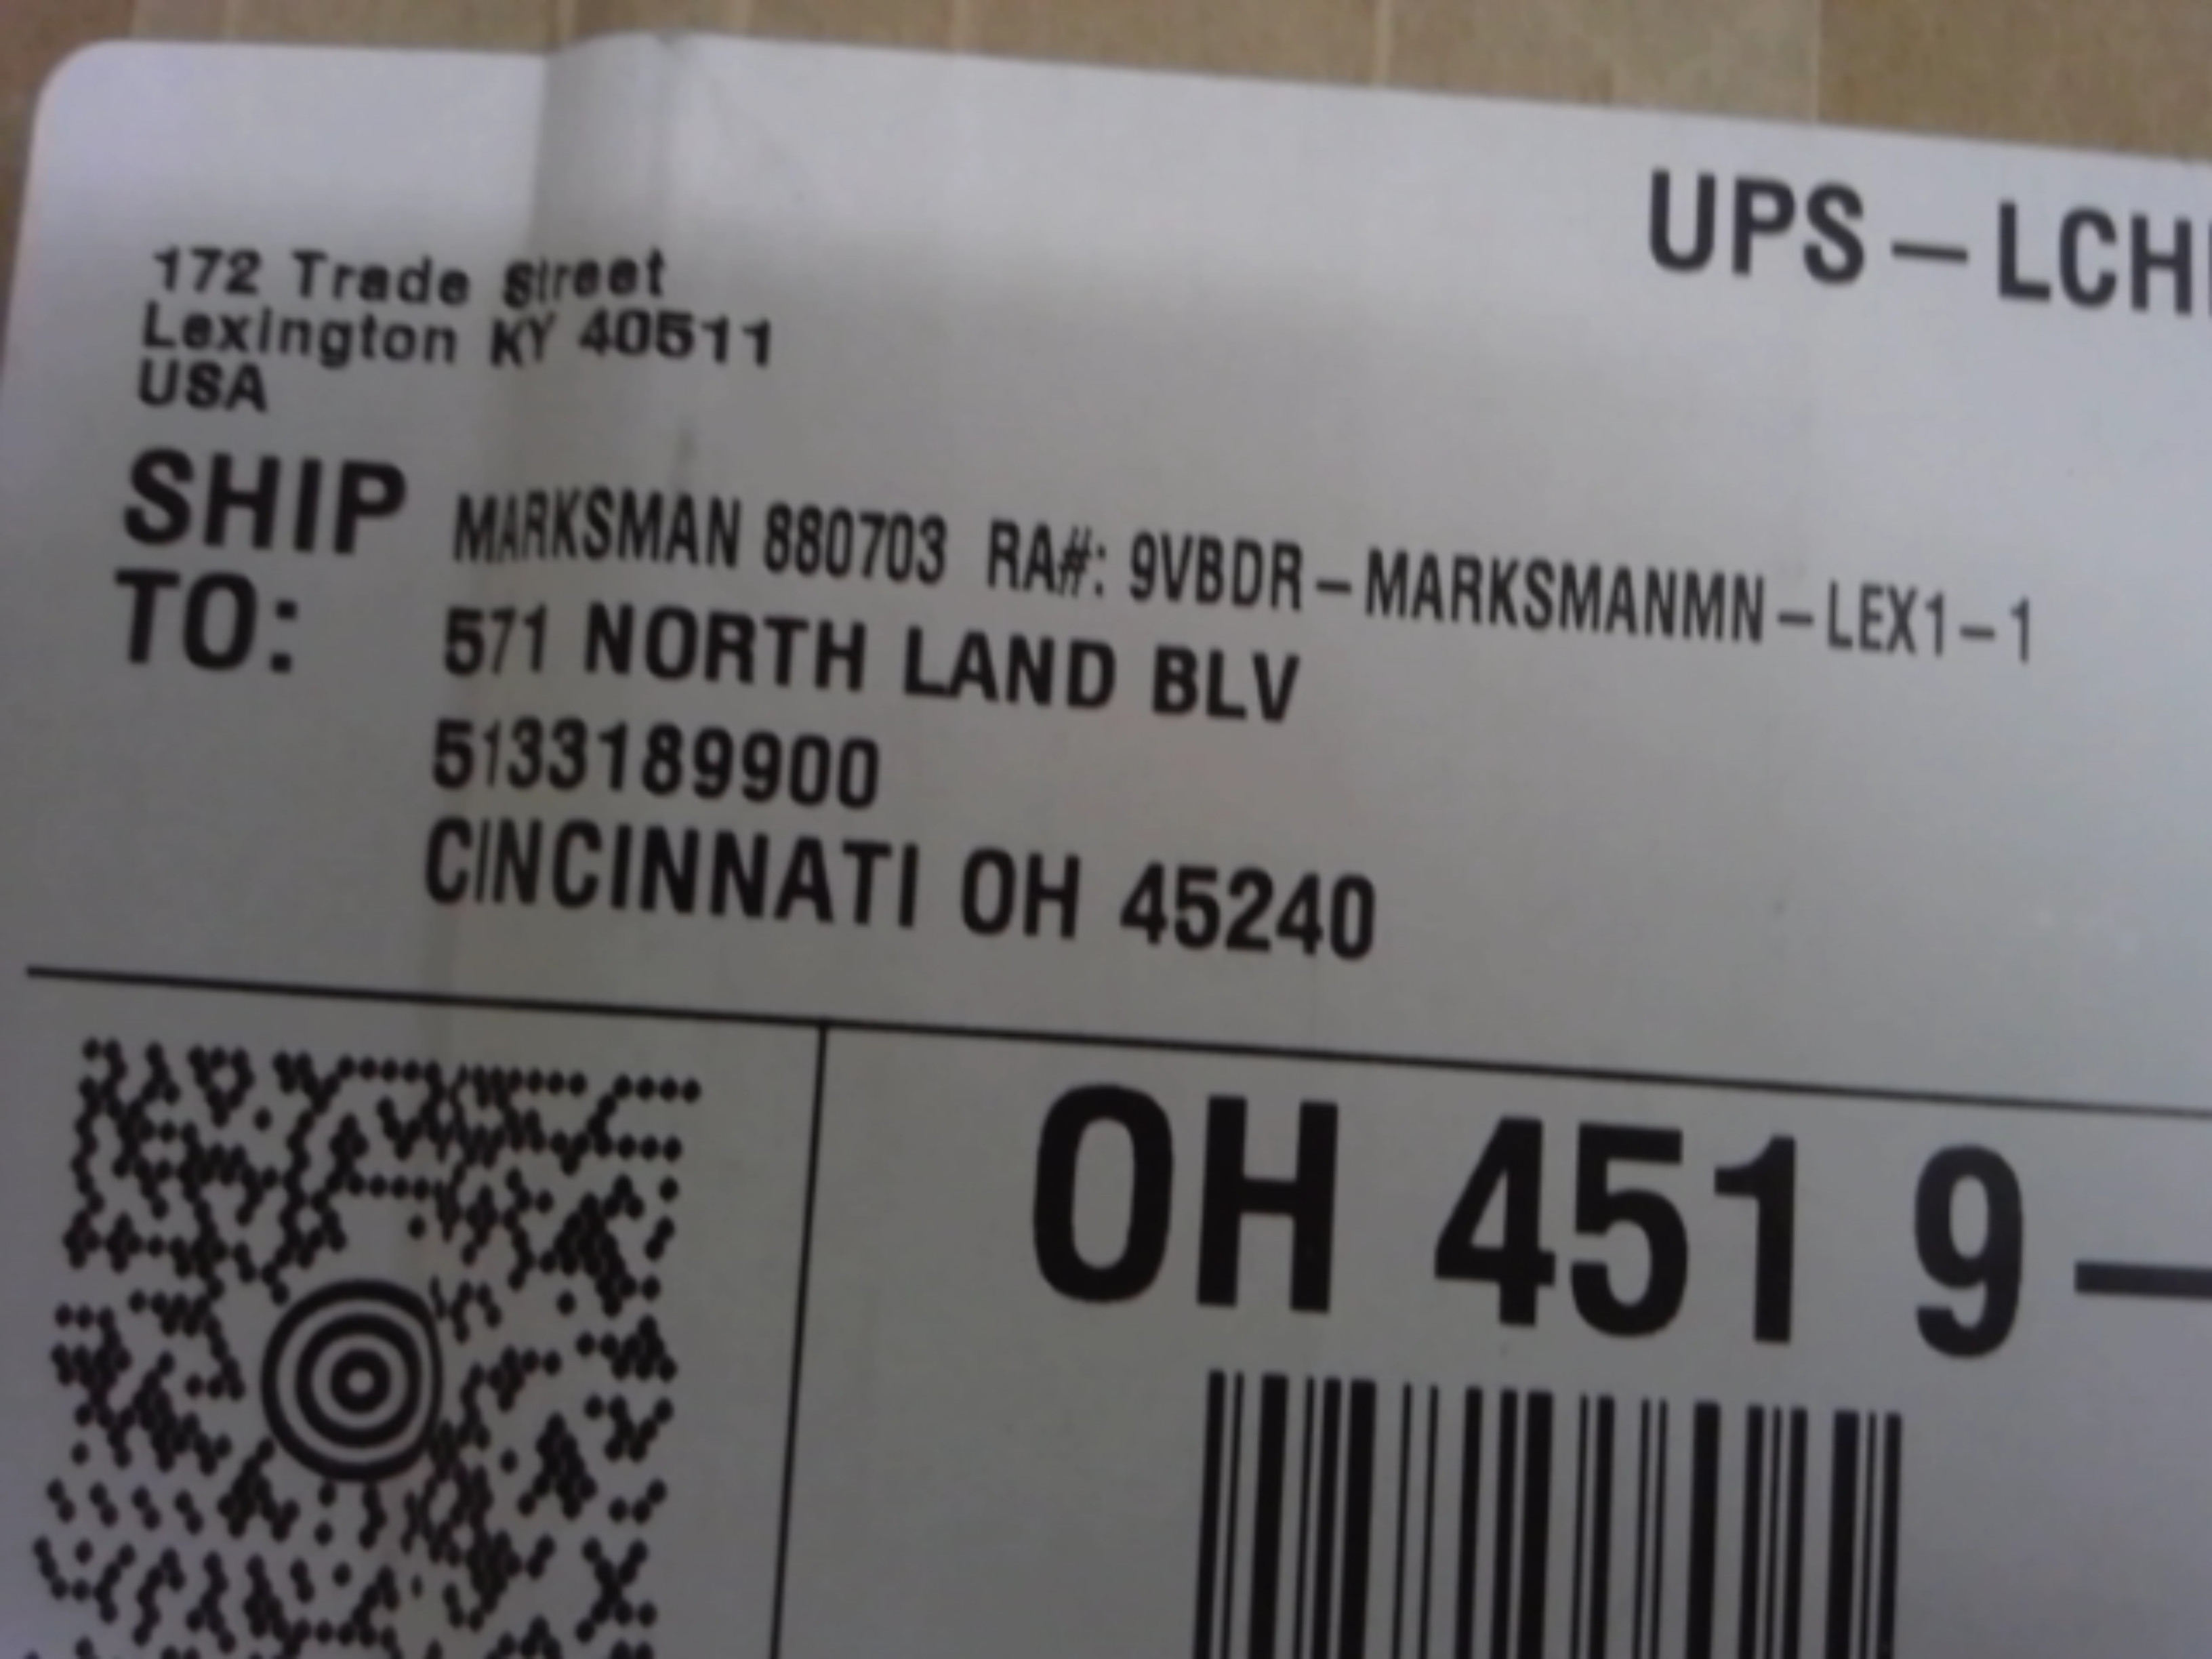 UPS – LCH
172 Trade Street
Lexington KY 40511
USA
SHIP TO:
MARKSMAN 880703 RA#: 9VBDR – MARKSMANMN – LEX1 – 1
571 NORTH LAND BLV
5133189900
CINCINNATI OH 45240
OH 451 9 –